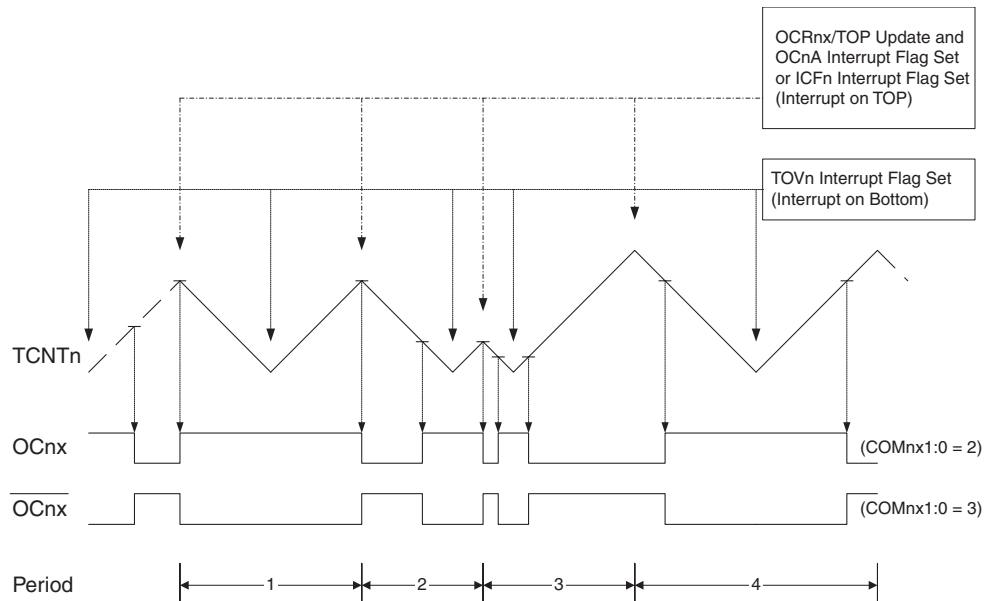 OCRnx/TOP Update and
OCnA Interrupt Flag Set
or ICFn Interrupt Flag Set
(Interrupt on TOP)
TOVn Interrupt Flag Set
(Interrupt on Bottom)
TCNTn
OCnx
(COMnx1:0 = 2)
OCnx
(COMnx1:0 = 3)
Period
1
2
3
4